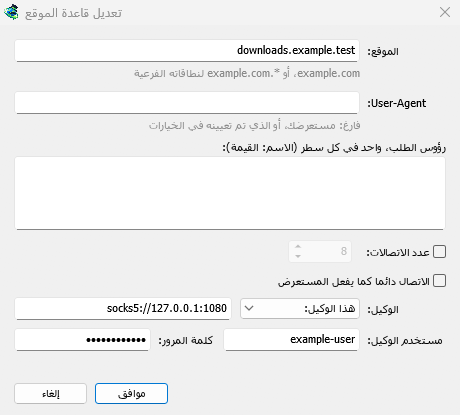 تعديل قاعدة الموقع
الموقع: downloads.example.test
example.com، أو *.example.com لنطاقاته الفرعية
User-Agent:
فارغ: مستعرضك، أو الذي تم تعيينه في الخيارات
رؤوس الطلب، واحد في كل سطر (الاسم: القيمة):
عدد الاتصالات: 8
الاتصال دائما كما يفعل المستعرض
الوكيل: هذا الوكيل: socks5://127.0.0.1:1080
مستخدم الوكيل: example-user كلمة المرور: ••••••••••••
موافق إلغاء